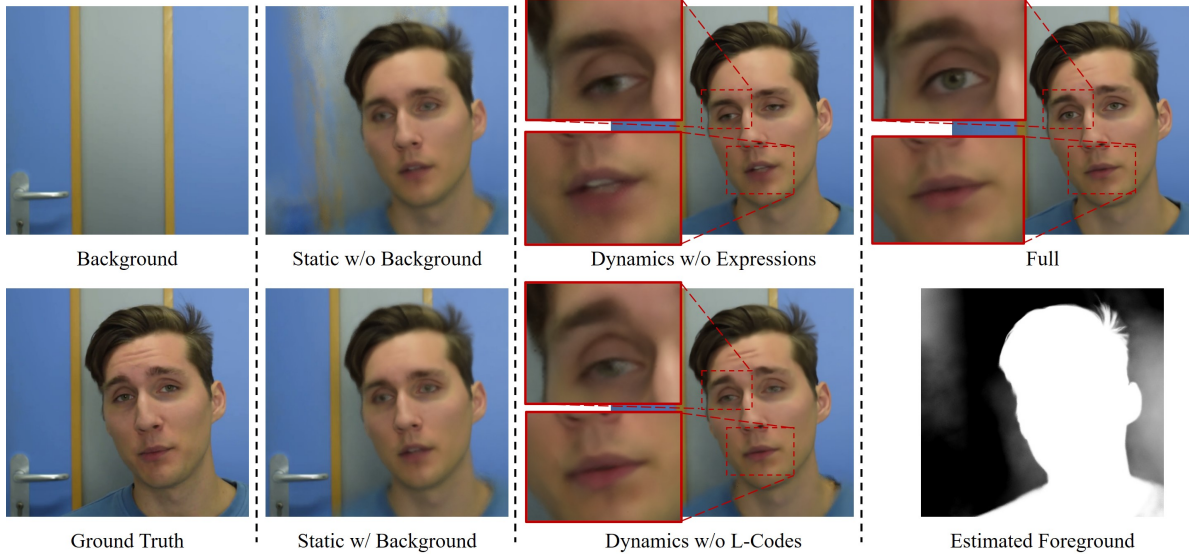 Background
Static w/o Background
Dynamics w/o Expressions
Full
Ground Truth
Static w/ Background
Dynamics w/o L-Codes
Estimated Foreground